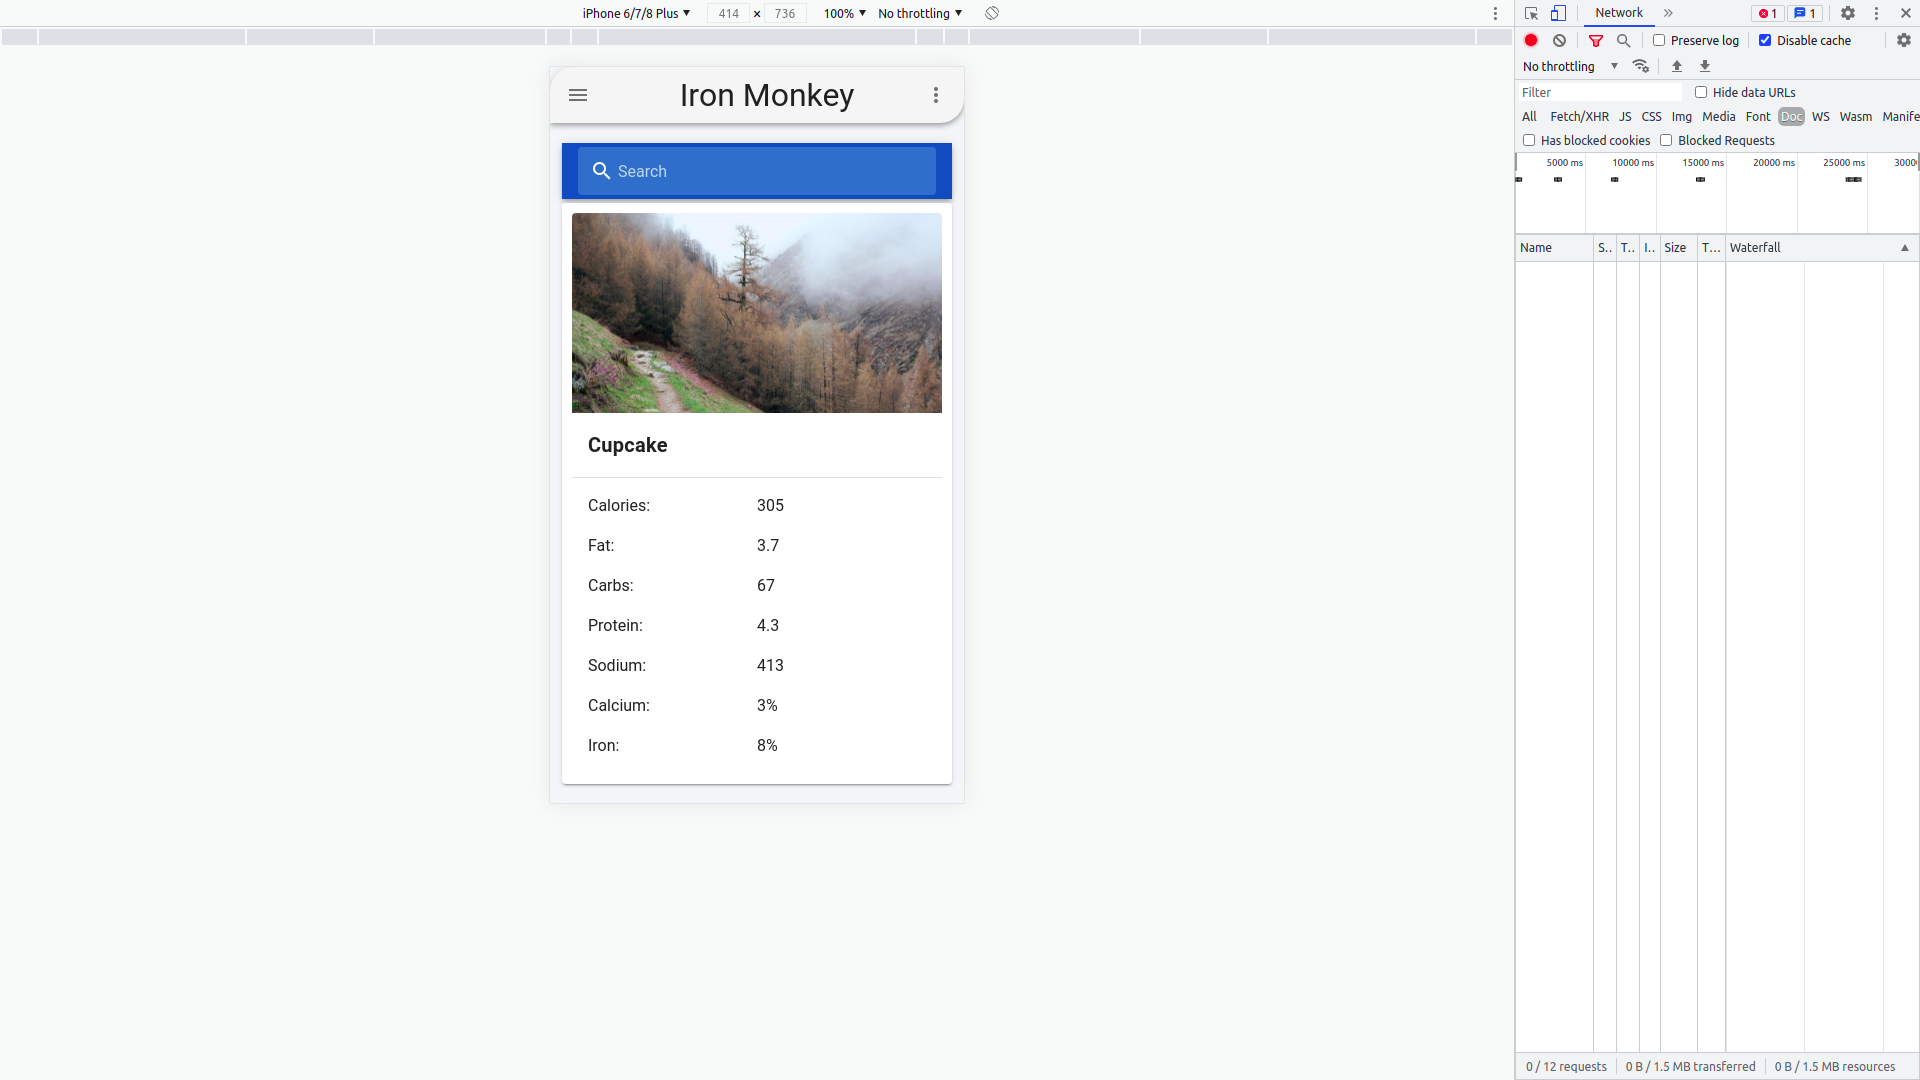 iPhone 6/7/8 Plus ▼ 414 × 736 100% ▼ No throttling ▼
Network » 1 1
Preserve log Disable cache
No throttling ▼
Filter Hide data URLs
All Fetch/XHR JS CSS Img Media Font Doc WS Wasm Manife
Has blocked cookies Blocked Requests
5000 ms 10000 ms 15000 ms 20000 ms 25000 ms 3000
Name S.. T.. I.. Size T... Waterfall ▲
0 / 12 requests 0 B / 1.5 MB transferred 0 B / 1.5 MB resources
Iron Monkey
Search
Cupcake
Calories: 305
Fat: 3.7
Carbs: 67
Protein: 4.3
Sodium: 413
Calcium: 3%
Iron: 8%